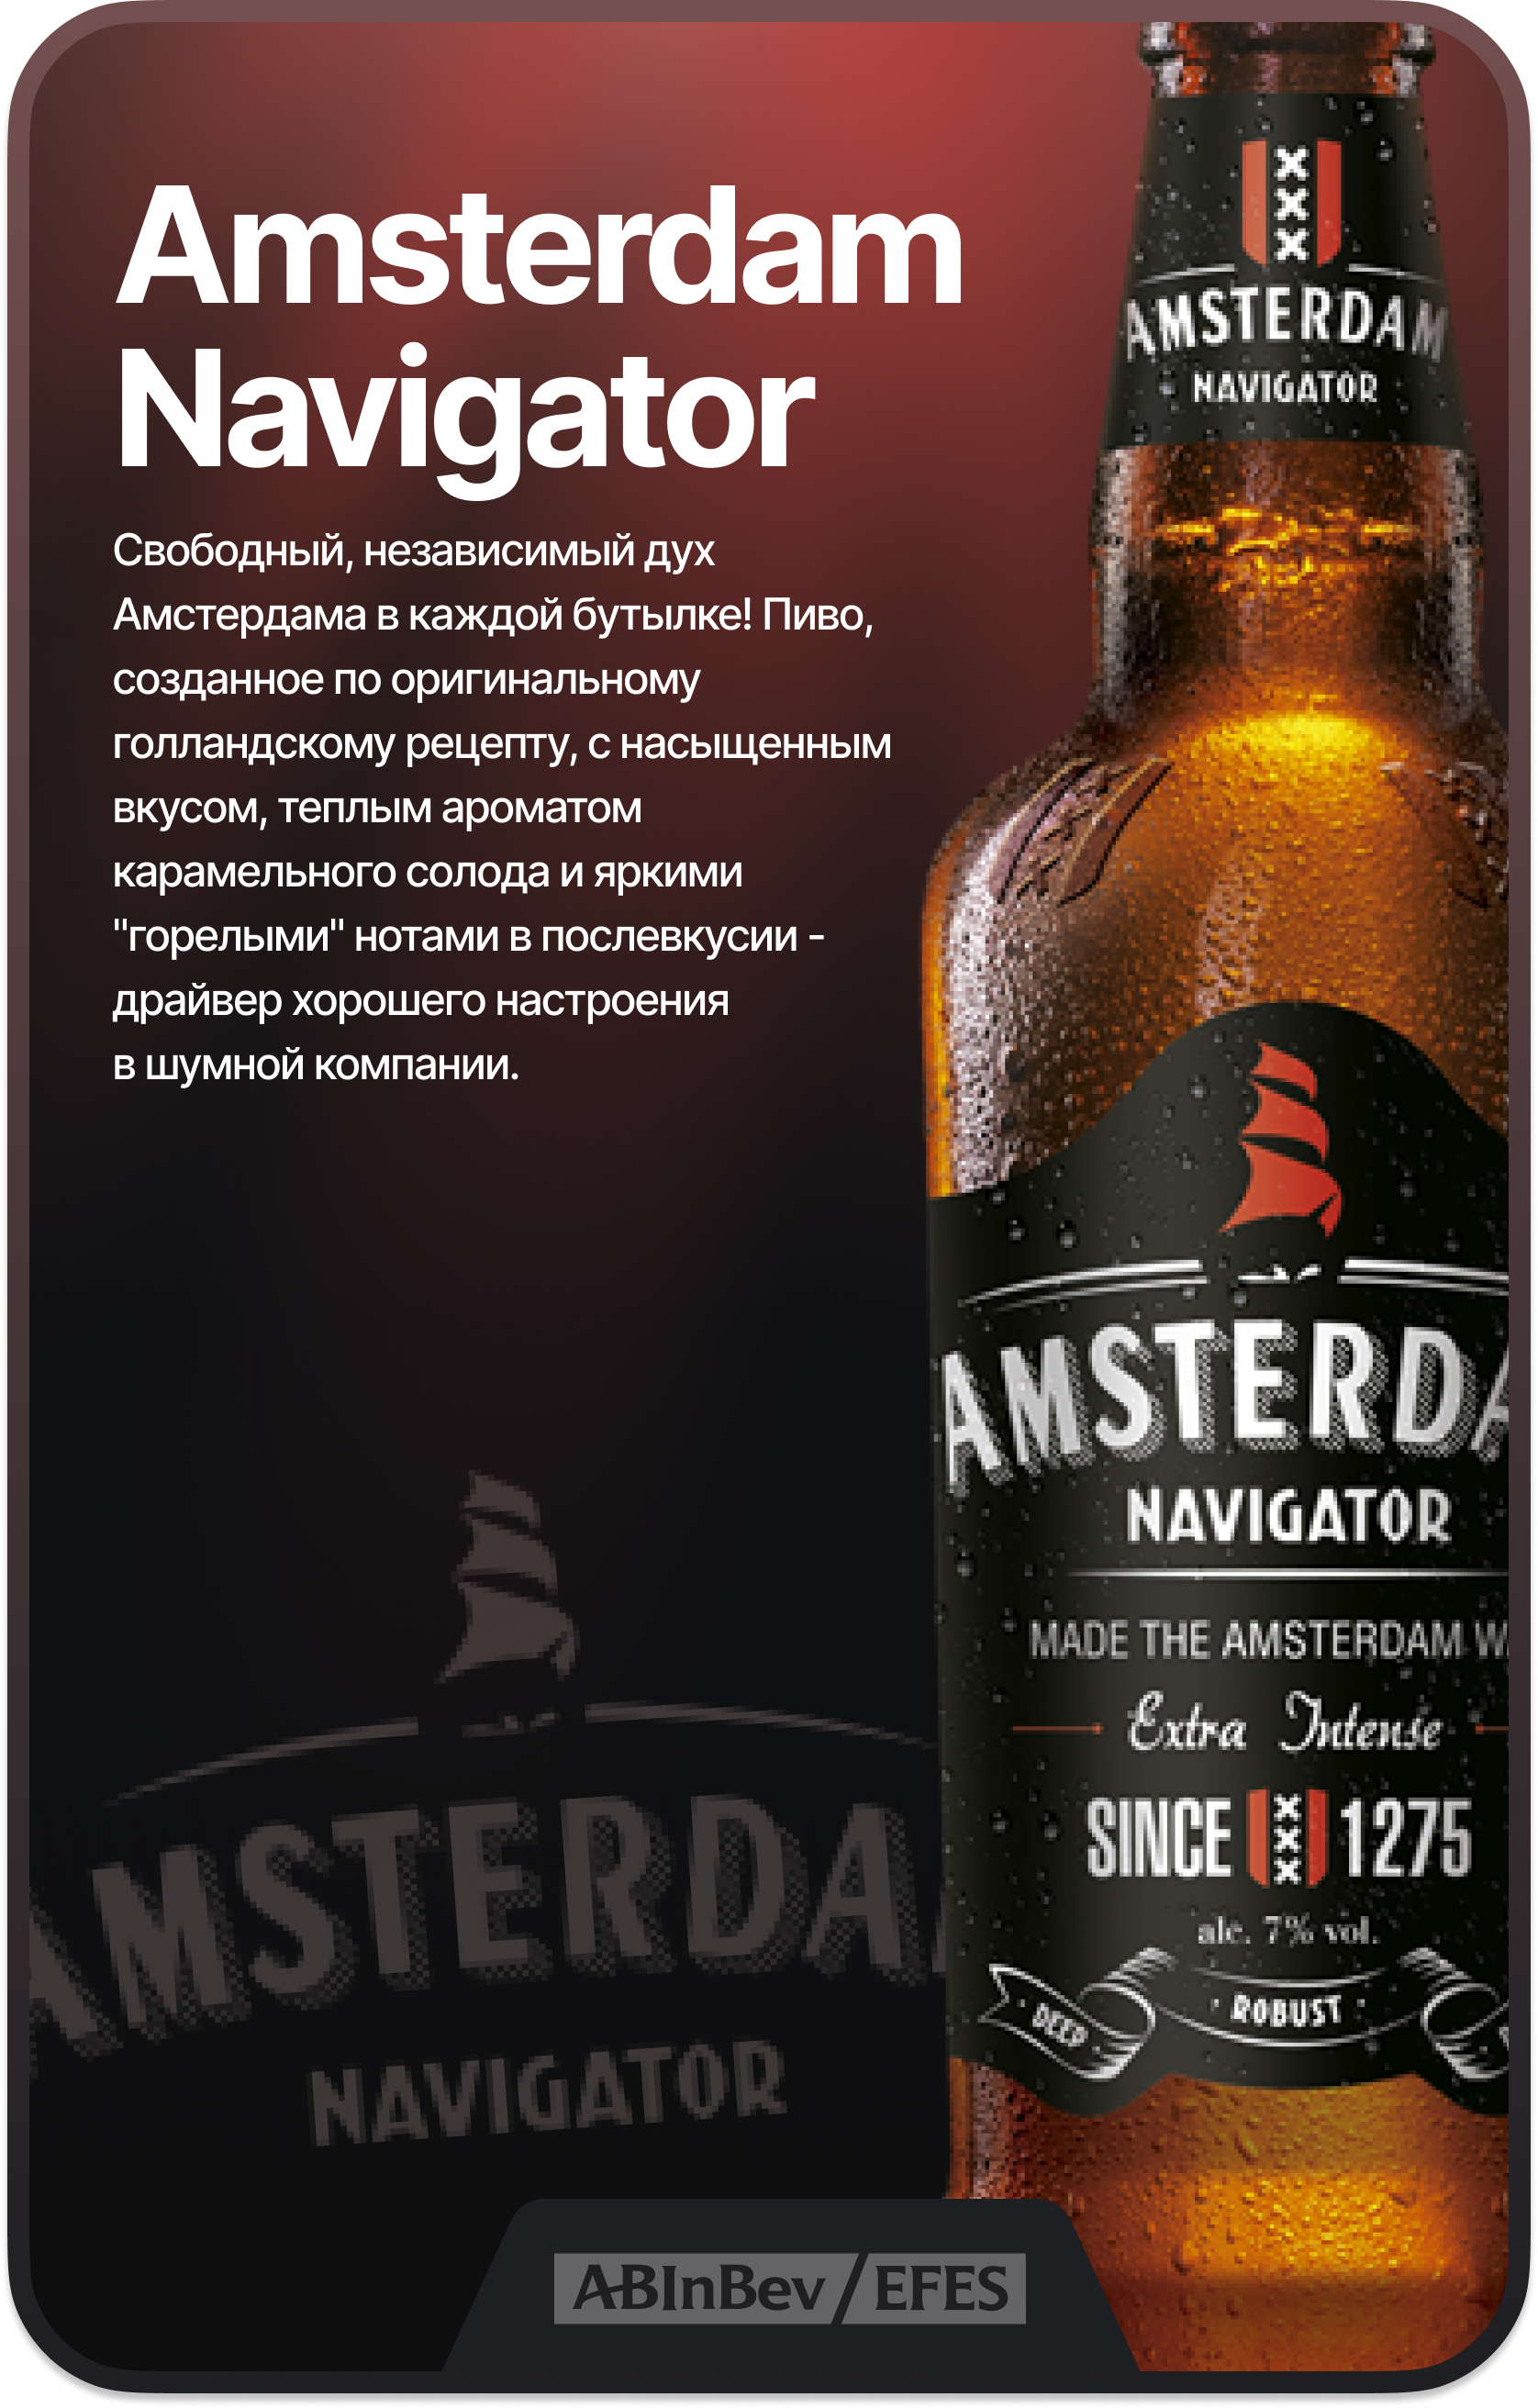 Amsterdam
Navigator
Свободный, независимый дух
Амстердама в каждой бутылке! Пиво,
созданное по оригинальному
голландскому рецепту, с насыщенным
вкусом, теплым ароматом
карамельного солода и яркими
"горелыми" нотами в послевкусии -
драйвер хорошего настроения
в шумной компании.
AMSTERDAM
NAVIGATOR
AMSTERDA
NAVIGATOR
MADE THE AMSTERDAM W
Extra Intense
SINCE 1275
alc. 7% vol.
DEEP · ROBUST ·
AMSTERDA
NAVIGATOR
ABInBev/EFES